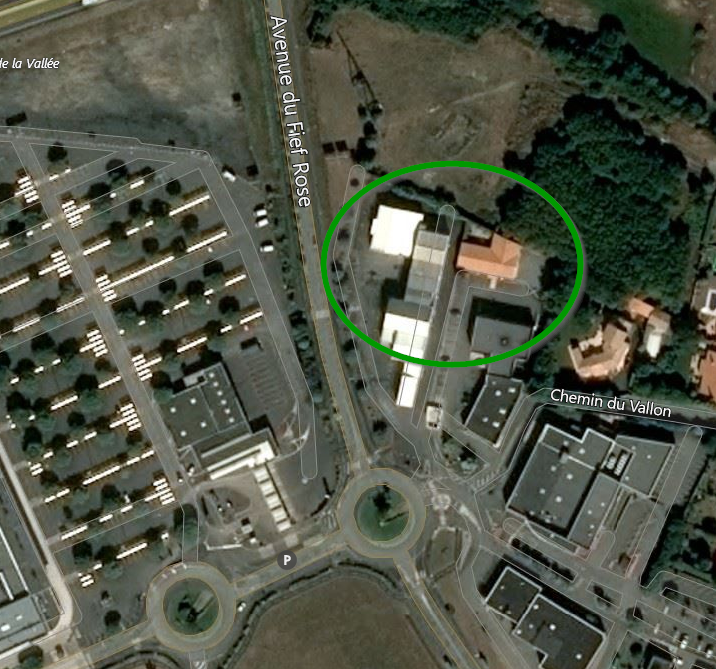 de la Vallée
Avenue du Fief Rose
Chemin du Vallon
P